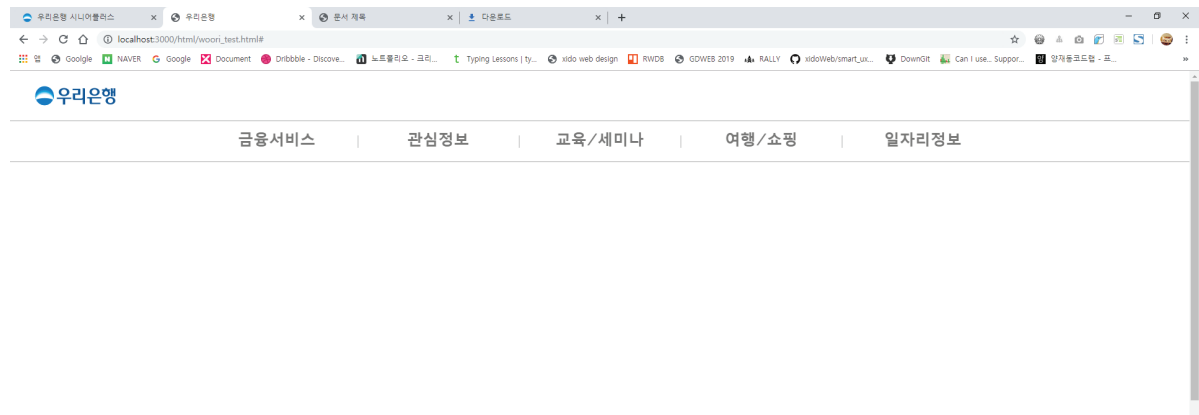 우리은행 시니어플러스 우리은행 문서 제목 다운로드
localhost:3000/html/woori_test.html#
앱 Goolgle NAVER Google Document Dribbble - Discove... 노트폴리오 - 크리... Typing Lessons | ty... xido web design RWDB GDWEB 2019 RALLY xidoWeb/smart_ux... DownGit Can I use... Suppor... 양재동코드랩 - 프...
우리은행
금융서비스 | 관심정보 | 교육/세미나 | 여행/쇼핑 | 일자리정보